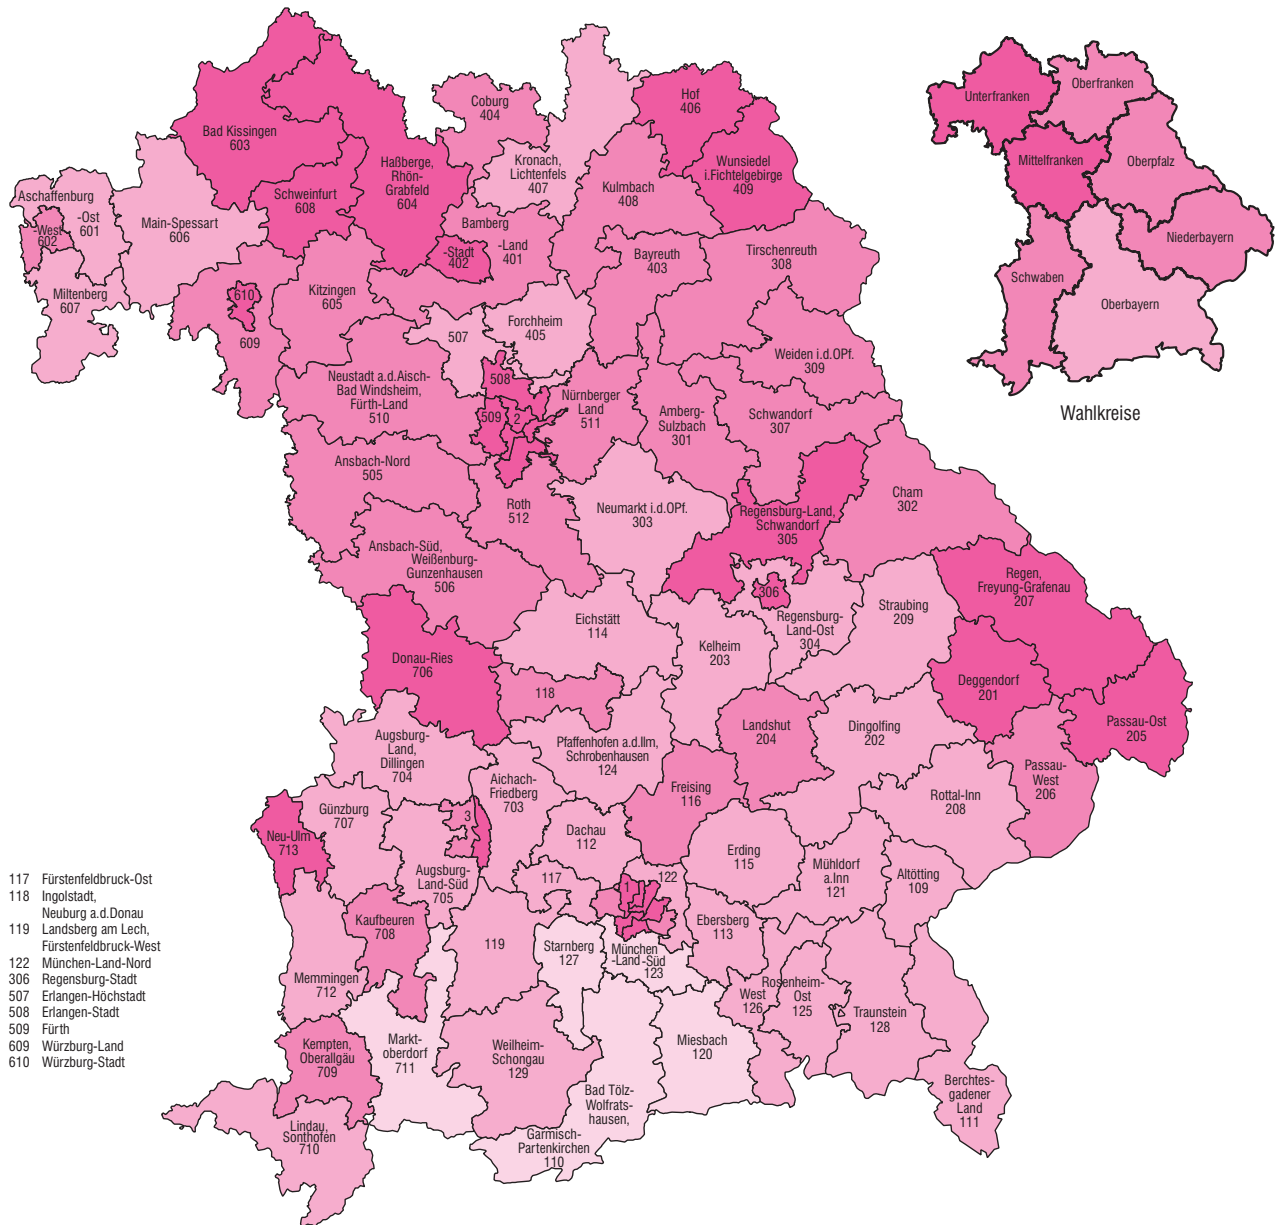 Coburg
404
Hof
406
Bad Kissingen
603
Haßberge,
Rhön-
Grabfeld
604
Kronach,
Lichtenfels
407
Wunsiedel
i.Fichtelgebirge
409
Schweinfurt
608
Kulmbach
408
Aschaffenburg
-Ost
601
-West
602
Main-Spessart
606
Bamberg
-Land
401
-Stadt
402
Bayreuth
403
Tirschenreuth
308
Miltenberg
607
610
609
Kitzingen
605
507
Forchheim
405
Weiden i.d.OPf.
309
Neustadt a.d.Aisch-
Bad Windsheim,
Fürth-Land
510
508
509
2
Nürnberger
Land
511
Amberg-
Sulzbach
301
Schwandorf
307
Ansbach-Nord
505
Roth
512
Neumarkt i.d.OPf.
303
Regensburg-Land,
Schwandorf
305
Cham
302
Ansbach-Süd,
Weißenburg-
Gunzenhausen
506
306
Regensburg-
Land-Ost
304
Straubing
209
Regen,
Freyung-Grafenau
207
Eichstätt
114
Kelheim
203
Donau-Ries
706
118
Deggendorf
201
Passau-Ost
205
Landshut
204
Dingolfing
202
Augsburg-
Land,
Dillingen
704
Pfaffenhofen a.d.Ilm,
Schrobenhausen
124
Passau-
West
206
Aichach-
Friedberg
703
Freising
116
Rottal-Inn
208
Günzburg
707
3
Neu-Ulm
713
Dachau
112
Erding
115
Mühldorf
a.Inn
121
Altötting
109
Augsburg-
Land-Süd
705
117
122
1
Kaufbeuren
708
119
Ebersberg
113
Starnberg
127
München
-Land-Süd
123
Memmingen
712
Rosenheim-
West
126
Ost
125
Traunstein
128
Kempten,
Oberallgäu
709
Markt-
oberdorf
711
Weilheim-
Schongau
129
Miesbach
120
Bad Tölz-
Wolfrats-
hausen,
Garmisch-
Partenkirchen
110
Berchtes-
gadener
Land
111
Lindau,
Sonthofen
710
Unterfranken
Oberfranken
Mittelfranken
Oberpfalz
Niederbayern
Schwaben
Oberbayern
Wahlkreise
117 Fürstenfeldbruck-Ost
118 Ingolstadt,
Neuburg a.d.Donau
119 Landsberg am Lech,
Fürstenfeldbruck-West
122 München-Land-Nord
306 Regensburg-Stadt
507 Erlangen-Höchstadt
508 Erlangen-Stadt
509 Fürth
609 Würzburg-Land
610 Würzburg-Stadt